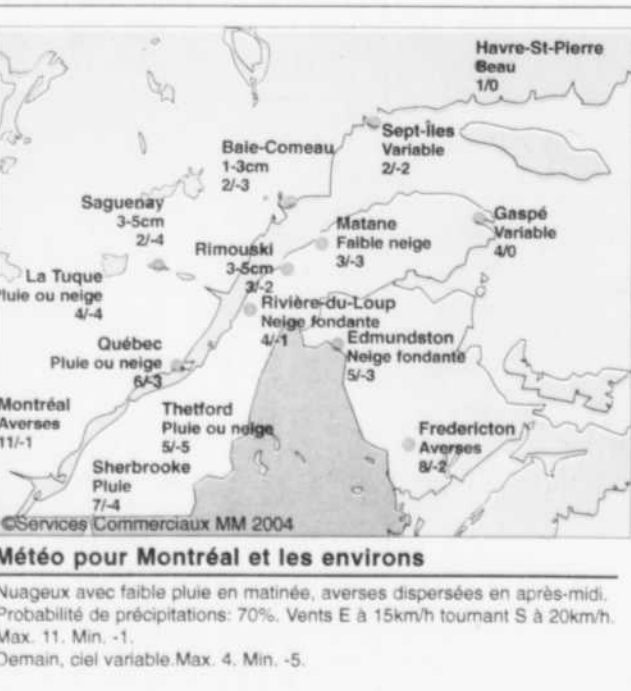 Havre-St-Pierre
Beau
1/0
Sept-Îles
Variable
2/-2
Baie-Comeau
1-3cm
2/-3
Saguenay
3-5cm
2/-4
Gaspé
Variable
4/0
Matane
Faible neige
3/-3
Rimouski
3-5cm
3/-2
La Tuque
Pluie ou neige
4/-4
Rivière-du-Loup
Neige fondante
4/-1
Québec
Pluie ou neige
6/-3
Edmundston
Neige fondante
5/-3
Montréal
Averses
11/-1
Thetford
Pluie ou neige
5/-5
Fredericton
Averses
8/-2
Sherbrooke
Pluie
7/-4
©Services Commerciaux MM 2004
Météo pour Montréal et les environs
Nuageux avec faible pluie en matinée, averses dispersées en après-midi.
Probabilité de précipitations: 70%. Vents E à 15km/h tournant S à 20km/h.
Max. 11. Min. -1.
Demain, ciel variable.Max. 4. Min. -5.